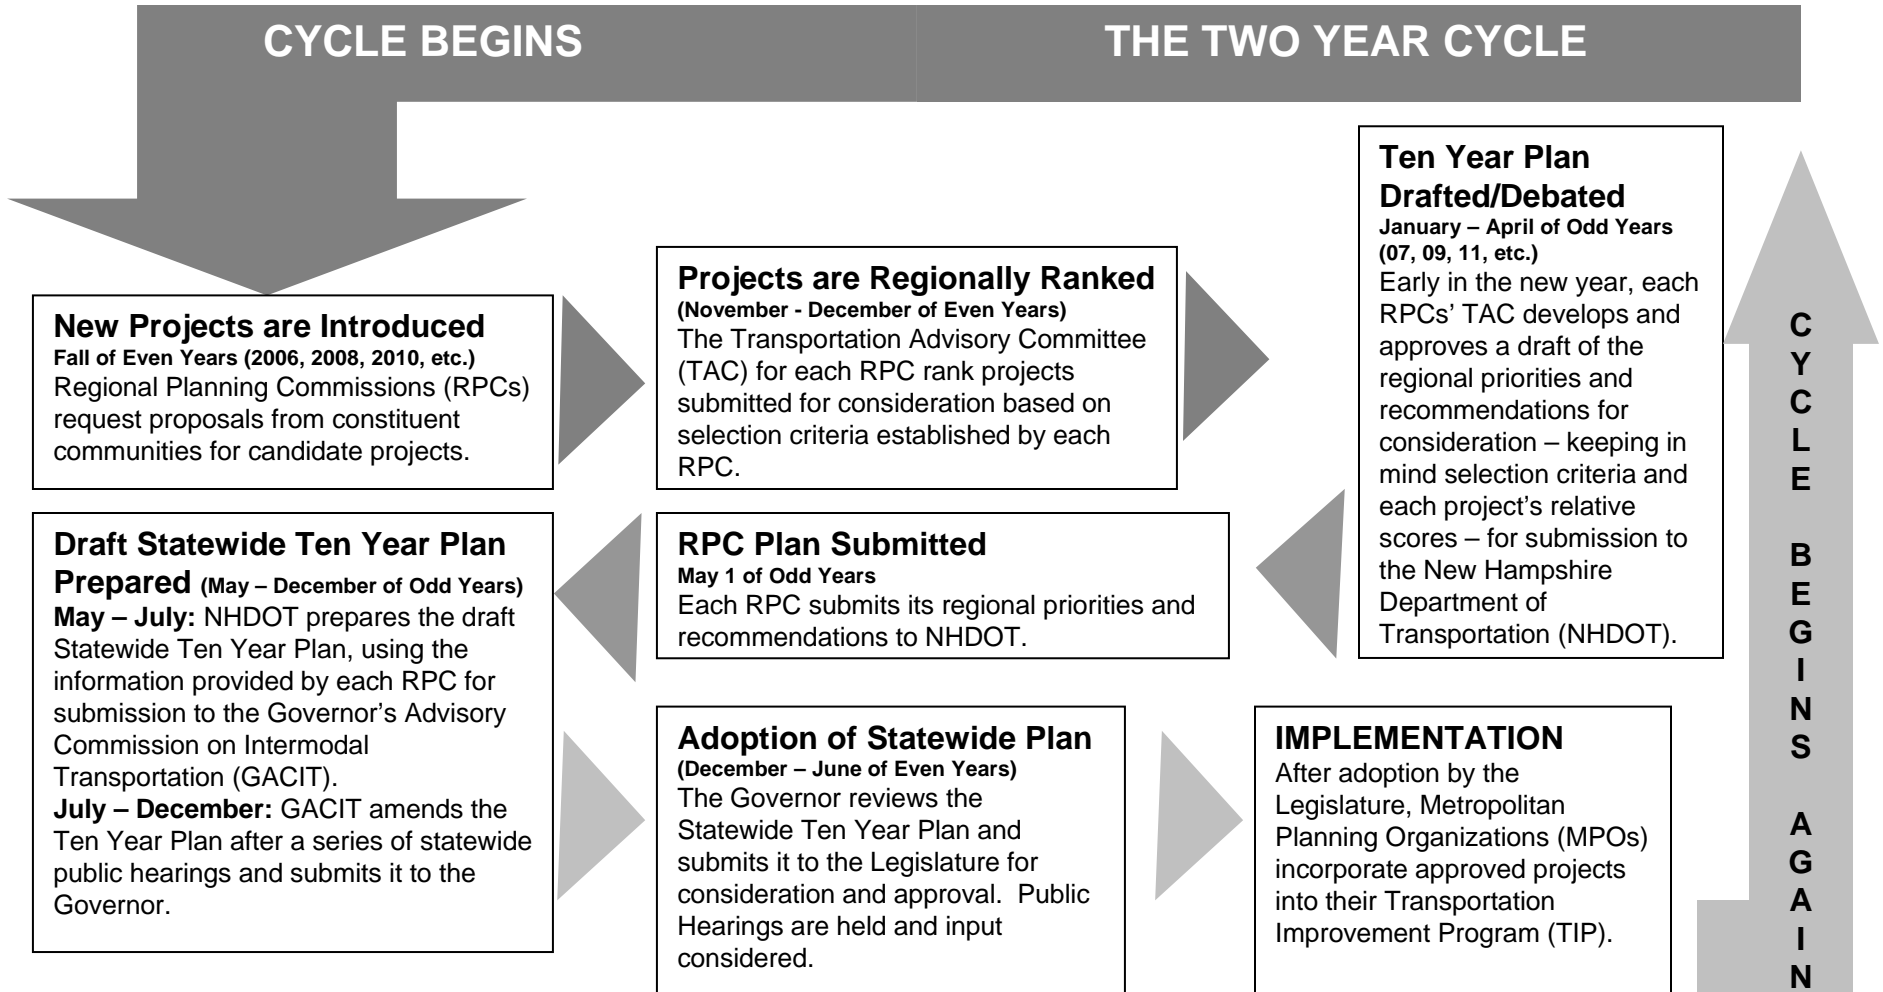 CYCLE BEGINS
THE TWO YEAR CYCLE
New Projects are Introduced
Fall of Even Years (2006, 2008, 2010, etc.)
Regional Planning Commissions (RPCs)
request proposals from constituent
communities for candidate projects.
Projects are Regionally Ranked
(November - December of Even Years)
The Transportation Advisory Committee
(TAC) for each RPC rank projects
submitted for consideration based on
selection criteria established by each
RPC.
Ten Year Plan
Drafted/Debated
January – April of Odd Years
(07, 09, 11, etc.)
Early in the new year, each
RPCs’ TAC develops and
approves a draft of the
regional priorities and
recommendations for
consideration – keeping in
mind selection criteria and
each project’s relative
scores – for submission to
the New Hampshire
Department of
Transportation (NHDOT).
RPC Plan Submitted
May 1 of Odd Years
Each RPC submits its regional priorities and
recommendations to NHDOT.
Draft Statewide Ten Year Plan
Prepared (May – December of Odd Years)
May – July: NHDOT prepares the draft
Statewide Ten Year Plan, using the
information provided by each RPC for
submission to the Governor’s Advisory
Commission on Intermodal
Transportation (GACIT).
July – December: GACIT amends the
Ten Year Plan after a series of statewide
public hearings and submits it to the
Governor.
Adoption of Statewide Plan
(December – June of Even Years)
The Governor reviews the
Statewide Ten Year Plan and
submits it to the Legislature for
consideration and approval.  Public
Hearings are held and input
considered.
IMPLEMENTATION
After adoption by the
Legislature, Metropolitan
Planning Organizations (MPOs)
incorporate approved projects
into their Transportation
Improvement Program (TIP).
CYCLE BEGINS AGAIN